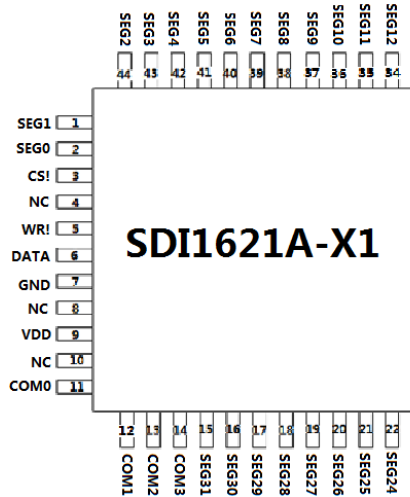 SEG2 SEG3 SEG4 SEG5 SEG6 SEG7 SEG8 SEG9 SEG10 SEG11 SEG12
44 43 42 41 40 39 38 37 36 35 34
SEG1 1
SEG0 2
CS! 3
NC 4
WR! 5
DATA 6
GND 7
NC 8
VDD 9
NC 10
COM0 11
SDI1621A-X1
12 13 14 15 16 17 18 19 20 21 22
COM1 COM2 COM3 SEG31 SEG30 SEG29 SEG28 SEG27 SEG26 SEG25 SEG24